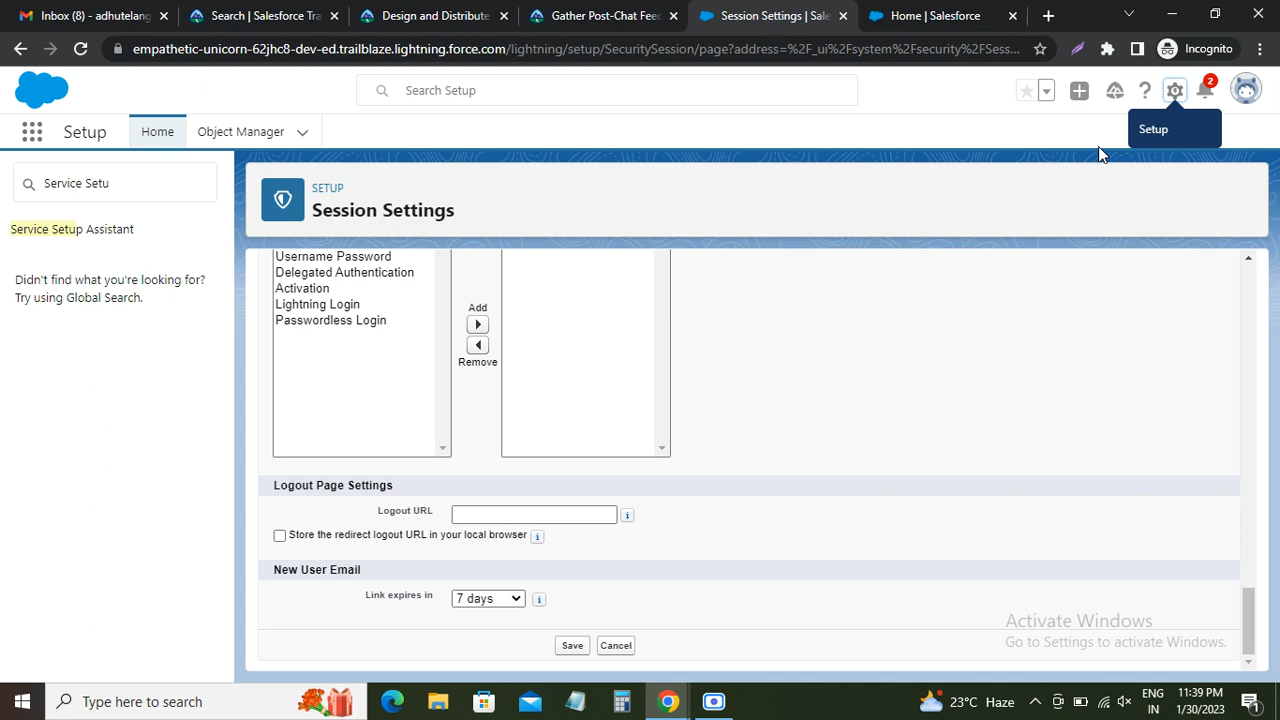 Inbox (3) - adhutelang
Search | Salesforce Tra
Design and Distribute
Gather Post-Chat Feed
Session Settings | Sale
Home | Salesforce
empathetic-unicorn-62jhc8-dev-ed.trailblaze.lightning.force.com/lightning/setup/SecuritySession/page?address=%2F_ui%2Fsystem%2Fsecurity%2FSess...
Incognito
Search Setup
2
Setup
Home
Object Manager
Setup
Service Setu
SETUP
Session Settings
Service Setup Assistant
Didn't find what you're looking for?
Try using Global Search.
Username Password
Delegated Authentication
Activation
Lightning Login
Passwordless Login
Add
Remove
Logout Page Settings
Logout URL
Store the redirect logout URL in your local browser
New User Email
Link expires in
7 days
Save
Cancel
Activate Windows
Go to Settings to activate Windows.
Type here to search
23°C Haze
ENG
IN
11:39 PM
1/30/2023
1